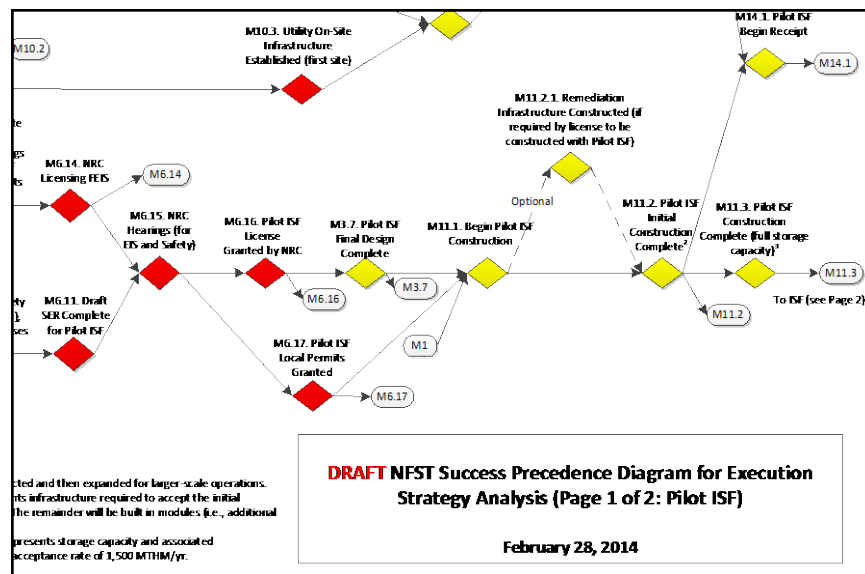 M10.3. Utility On-Site
Infrastructure
Established (first site)
M10.2
M14.1. Pilot ISF
Begin Receipt
M14.1
M11.2.1. Remediation
Infrastructure Constructed (if
required by license to be
constructed with Pilot ISF)
Optional
M6.14. NRC
Licensing FEIS
M6.14
M6.15. NRC
Hearings (for
EIS and Safety)
M6.16. Pilot ISF
License
Granted by NRC
M6.16
M3.7. Pilot ISF
Final Design
Complete
M3.7
M11.1. Begin Pilot ISF
Construction
M11.2. Pilot ISF
Initial
Construction
Complete²
M11.2
M11.3. Pilot ISF
Construction
Complete (full storage
capacity)³
M11.3
To ISF (see Page 2)
M6.11. Draft
SER Complete
for Pilot ISF
M1
M6.17. Pilot ISF
Local Permits
Granted
M6.17
cted and then expanded for larger-scale operations.
nts infrastructure required to accept the initial
The remainder will be built in modules (i.e., additional
presents storage capacity and associated
acceptance rate of 1,500 MTHM/yr.
DRAFT NFST Success Precedence Diagram for Execution
Strategy Analysis (Page 1 of 2: Pilot ISF)
February 28, 2014